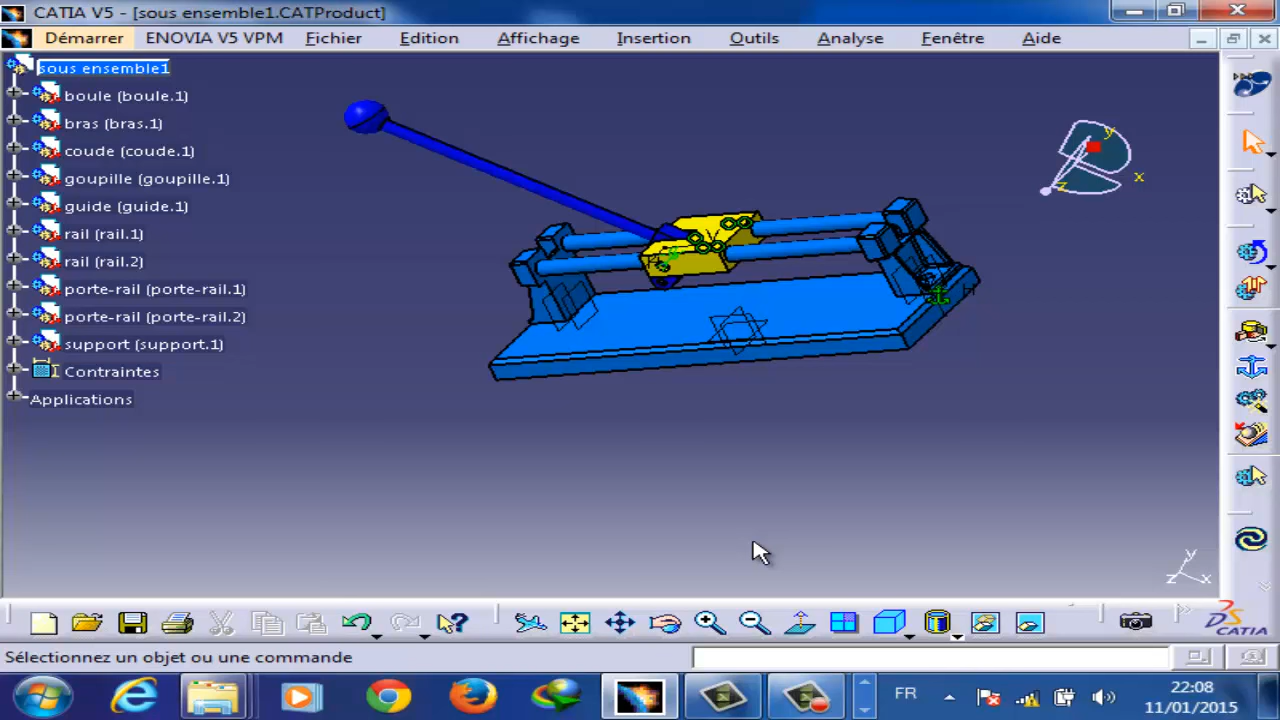 CATIA V5 - [sous ensemble1.CATProduct]
Démarrer ENOVIA V5 VPM Fichier Edition Affichage Insertion Outils Analyse Fenêtre Aide
sous ensemble1
boule (boule.1)
bras (bras.1)
coude (coude.1)
goupille (goupille.1)
guide (guide.1)
rail (rail.1)
rail (rail.2)
porte-rail (porte-rail.1)
porte-rail (porte-rail.2)
support (support.1)
Contraintes
Applications
y
x
z
y
z x
CATIA
Sélectionnez un objet ou une commande
FR
22:08
11/01/2015